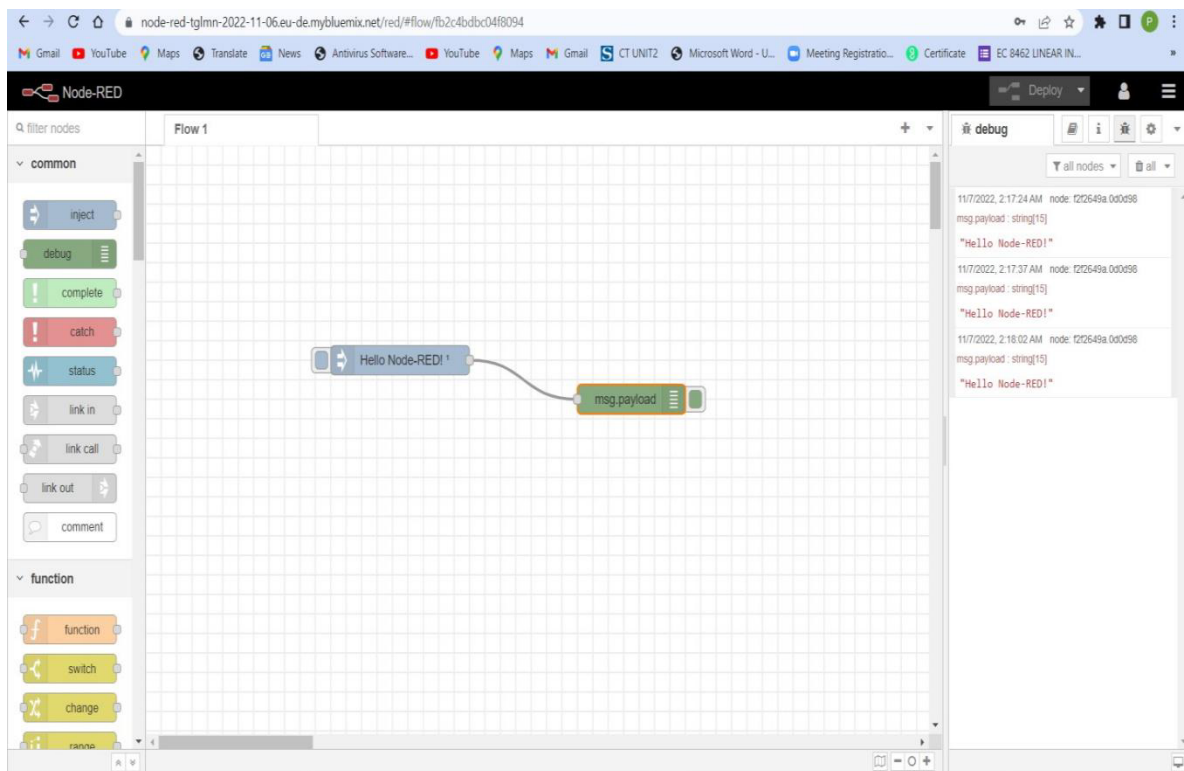 node-red-tglmn-2022-11-06.eu-de.mybluemix.net/red/#flow/fb2c4bdbc04f8094
P
Gmail YouTube Maps Translate News Antivirus Software... YouTube Maps Gmail CT UNIT2 Microsoft Word - U... Meeting Registratio... Certificate EC 8462 LINEAR IN... »
Node-RED Deploy
filter nodes Flow 1 debug
all nodes all
common
inject
debug
complete
catch
status
link in
link call
link out
comment
function
function
switch
change
range
Hello Node-RED! ¹
msg.payload
11/7/2022, 2:17:24 AM node: f2f2649a.0d0d98
msg.payload : string[15]
"Hello Node-RED!"
11/7/2022, 2:17:37 AM node: f2f2649a.0d0d98
msg.payload : string[15]
"Hello Node-RED!"
11/7/2022, 2:18:02 AM node: f2f2649a.0d0d98
msg.payload : string[15]
"Hello Node-RED!"